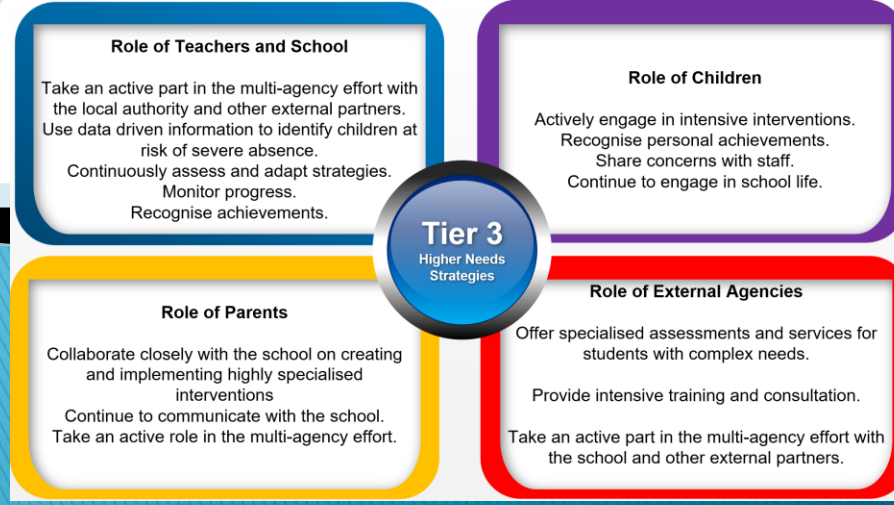 Role of Teachers and School
Take an active part in the multi-agency effort with
the local authority and other external partners.
Use data driven information to identify children at
risk of severe absence.
Continuously assess and adapt strategies.
Monitor progress.
Recognise achievements.
Role of Children
Actively engage in intensive interventions.
Recognise personal achievements.
Share concerns with staff.
Continue to engage in school life.
Tier 3
Higher Needs
Strategies
Role of Parents
Collaborate closely with the school on creating
and implementing highly specialised
interventions
Continue to communicate with the school.
Take an active role in the multi-agency effort.
Role of External Agencies
Offer specialised assessments and services for
students with complex needs.
Provide intensive training and consultation.
Take an active part in the multi-agency effort with
the school and other external partners.